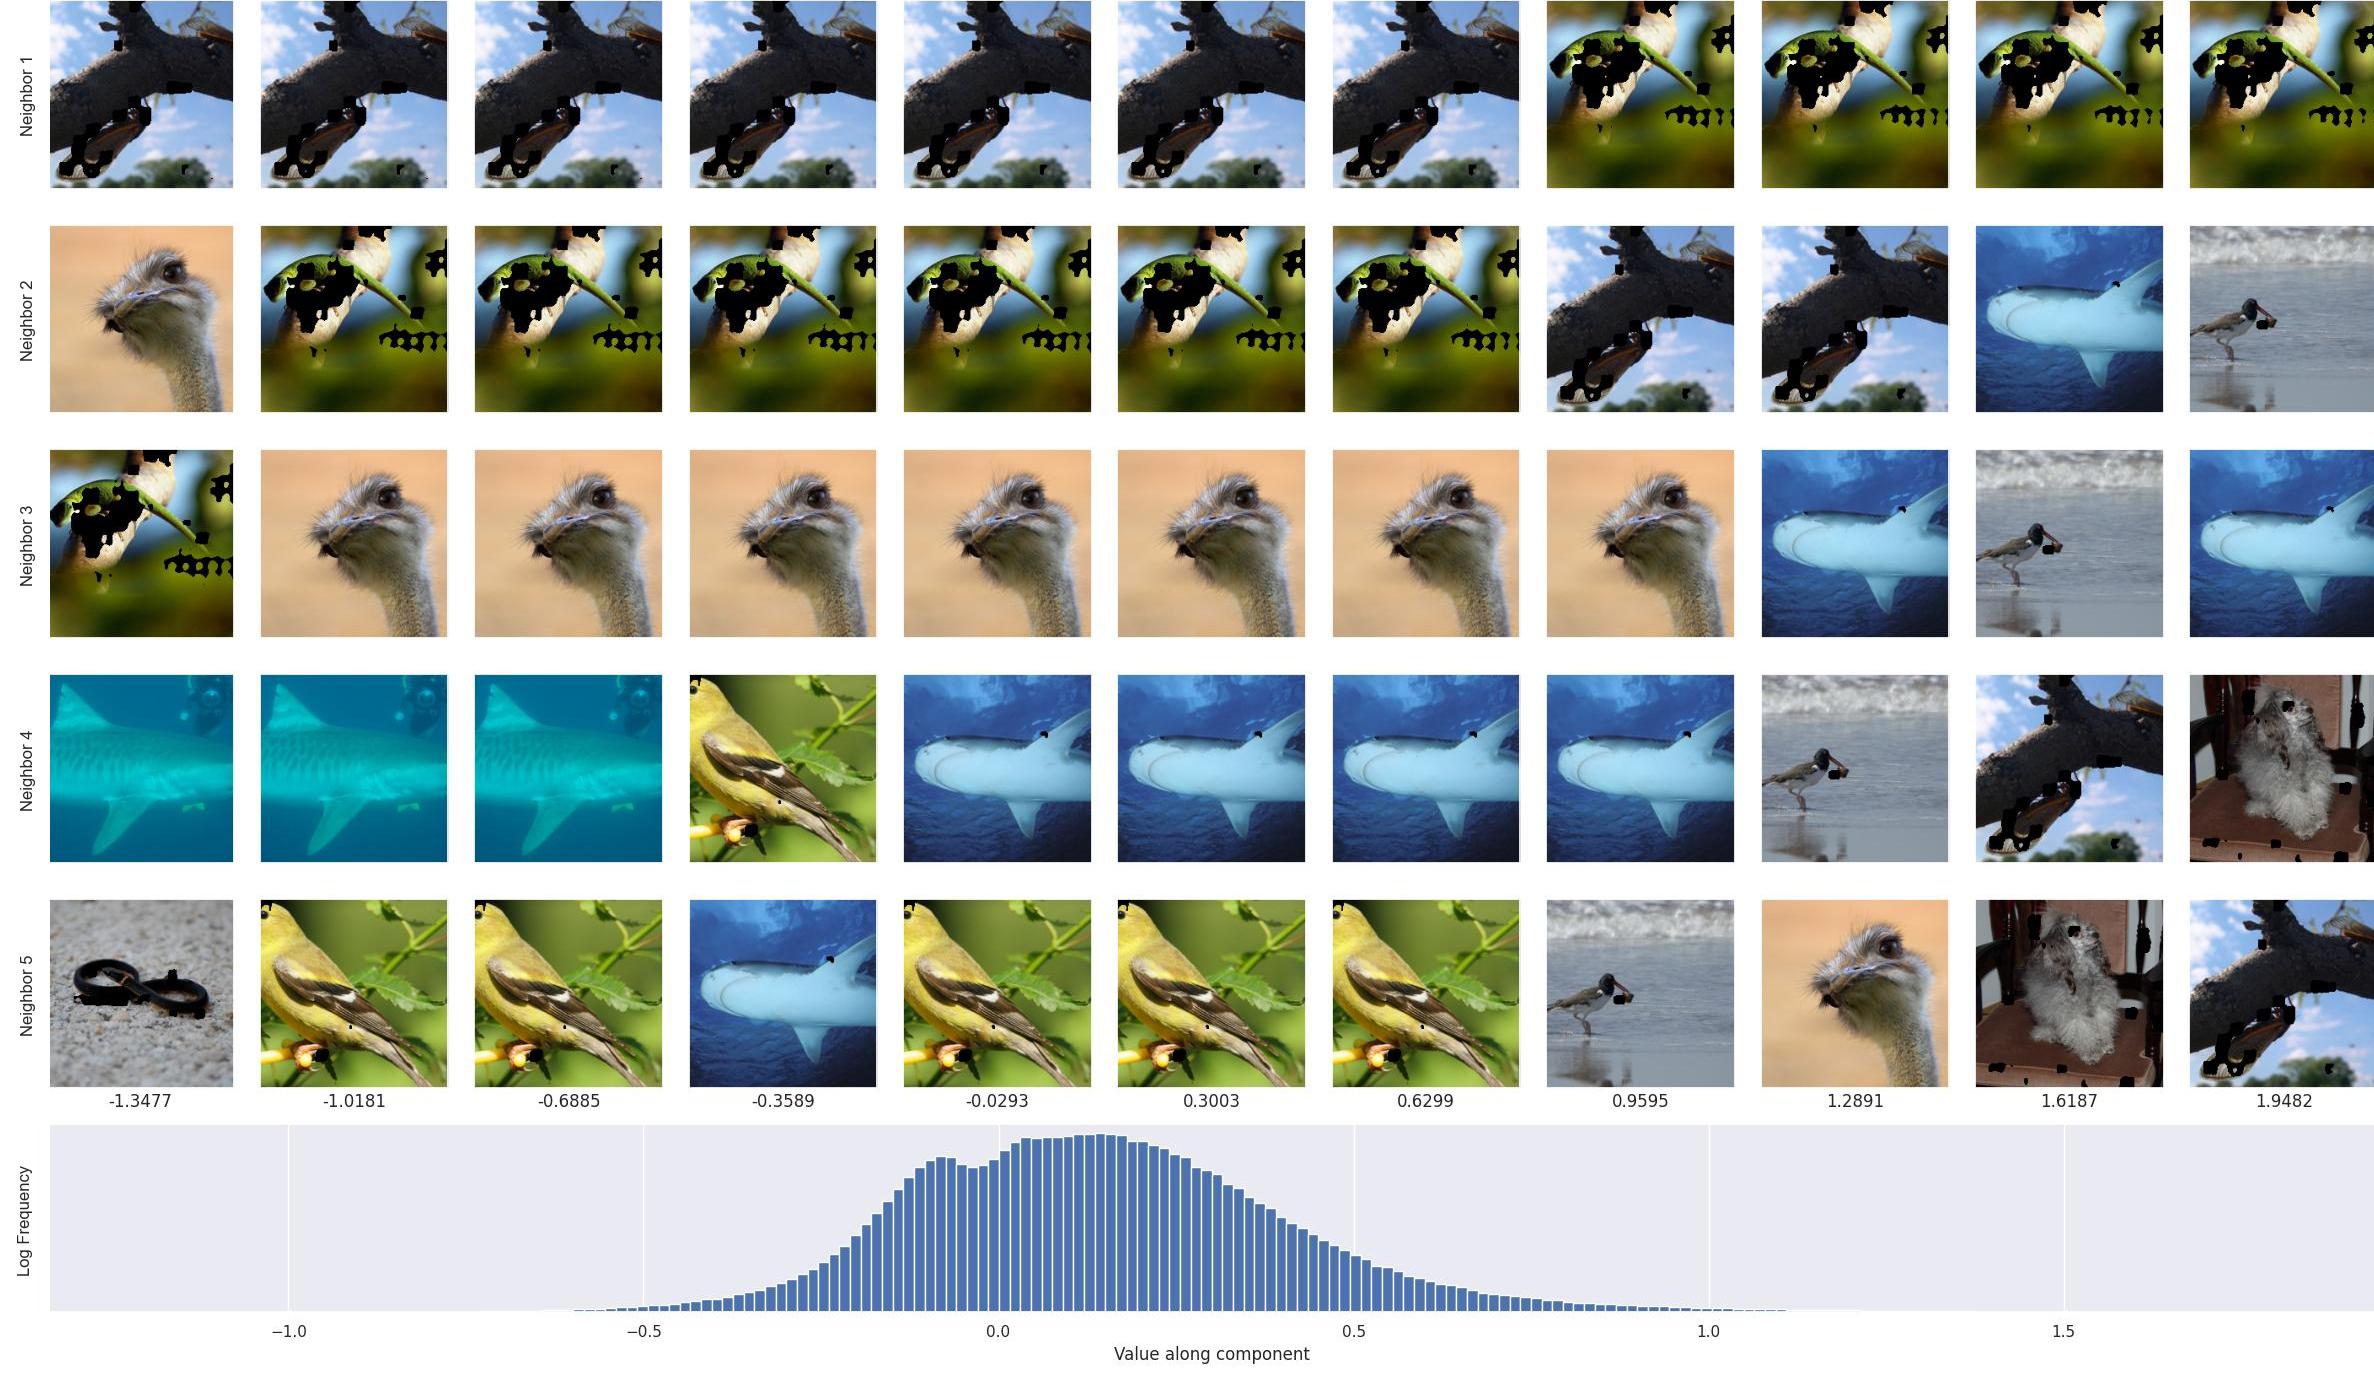 Neighbor 1
Neighbor 2
Neighbor 3
Neighbor 4
Neighbor 5
-1.3477 -1.0181 -0.6885 -0.3589 -0.0293 0.3003 0.6299 0.9595 1.2891 1.6187 1.9482
Log Frequency
−1.0 −0.5 0.0 0.5 1.0 1.5
Value along component